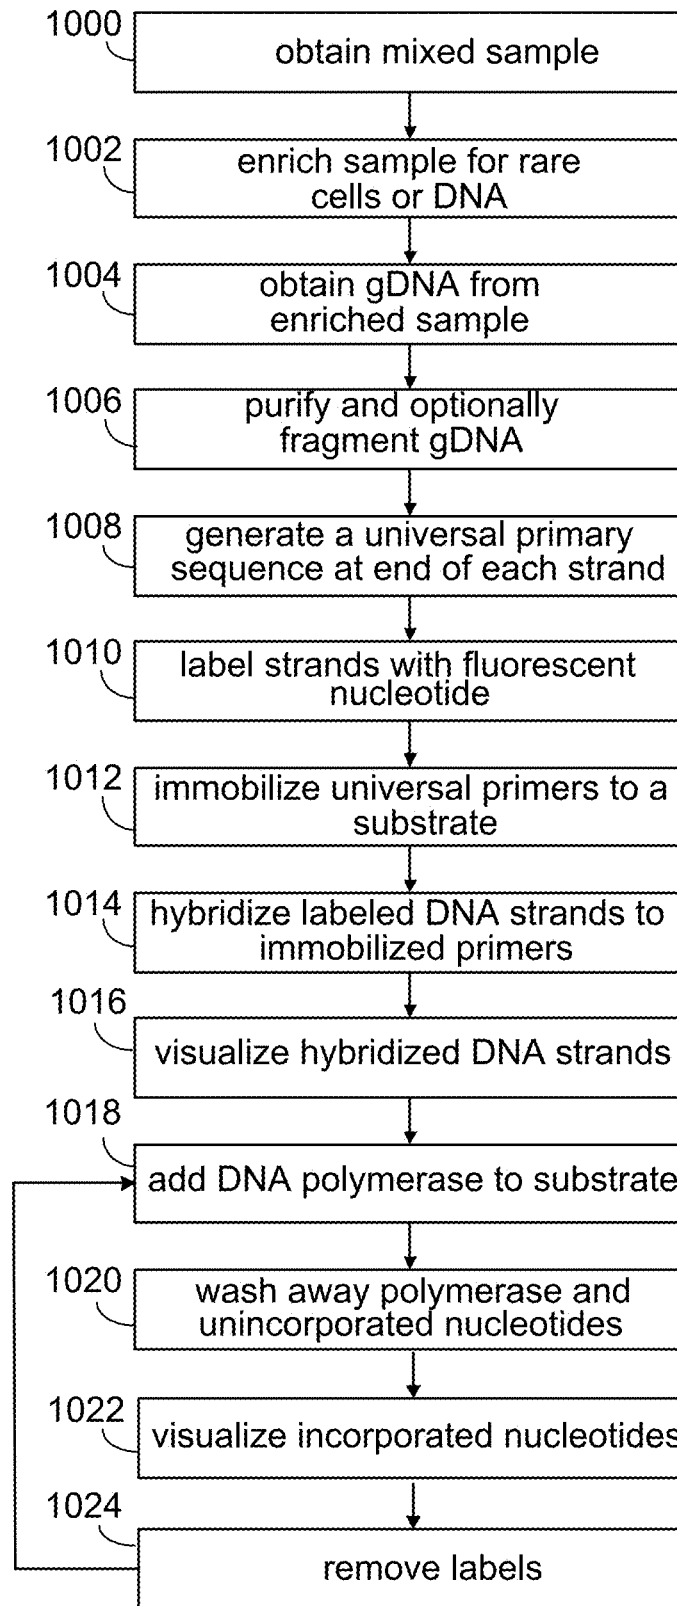 1000
obtain mixed sample
1002
enrich sample for rare
cells or DNA
1004
obtain gDNA from
enriched sample
1006
purify and optionally
fragment gDNA
1008
generate a universal primary
sequence at end of each strand
1010
label strands with fluorescent
nucleotide
1012
immobilize universal primers to a
substrate
1014
hybridize labeled DNA strands to
immobilized primers
1016
visualize hybridized DNA strands
1018
add DNA polymerase to substrate
1020
wash away polymerase and
unincorporated nucleotides
1022
visualize incorporated nucleotides
1024
remove labels